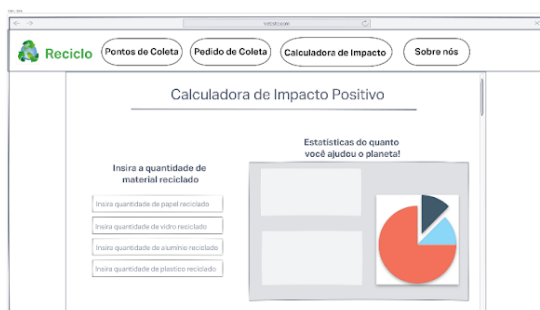 Reciclo
Pontos de Coleta
Pedido de Coleta
Calculadora de Impacto
Sobre nós
Calculadora de Impacto Positivo
Estatísticas do quanto
você ajudou o planeta!
Insira a quantidade de
material reciclado
Insira quantidade de papel reciclado
Insira quantidade de vidro reciclado
Insira quantidade de alumínio reciclado
Insira quantidade de plastico reciclado